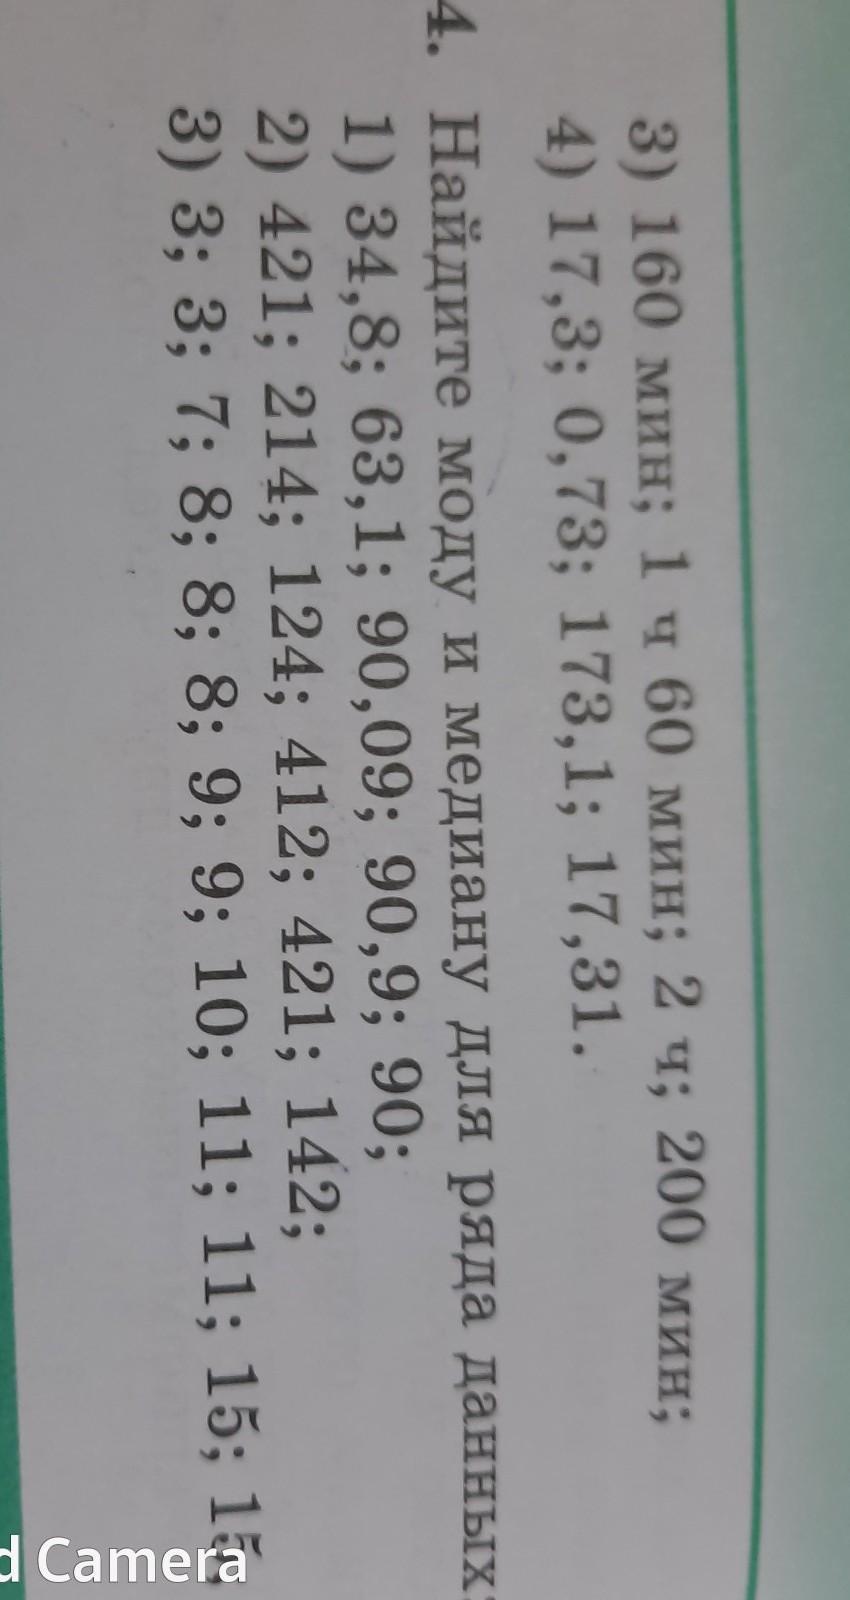 3) 160 мин; 1 ч 60 мин; 2 ч; 200 мин;
4) 17,3; 0,73; 173,1; 17,31.
4. Найдите моду и медиану для ряда данных:
1) 34,8; 63,1; 90,09; 90,9; 90;
2) 421; 214; 124; 412; 421; 142;
3) 3; 3; 7; 8; 8; 8; 9; 9; 10; 11; 11; 15; 15
d Camera